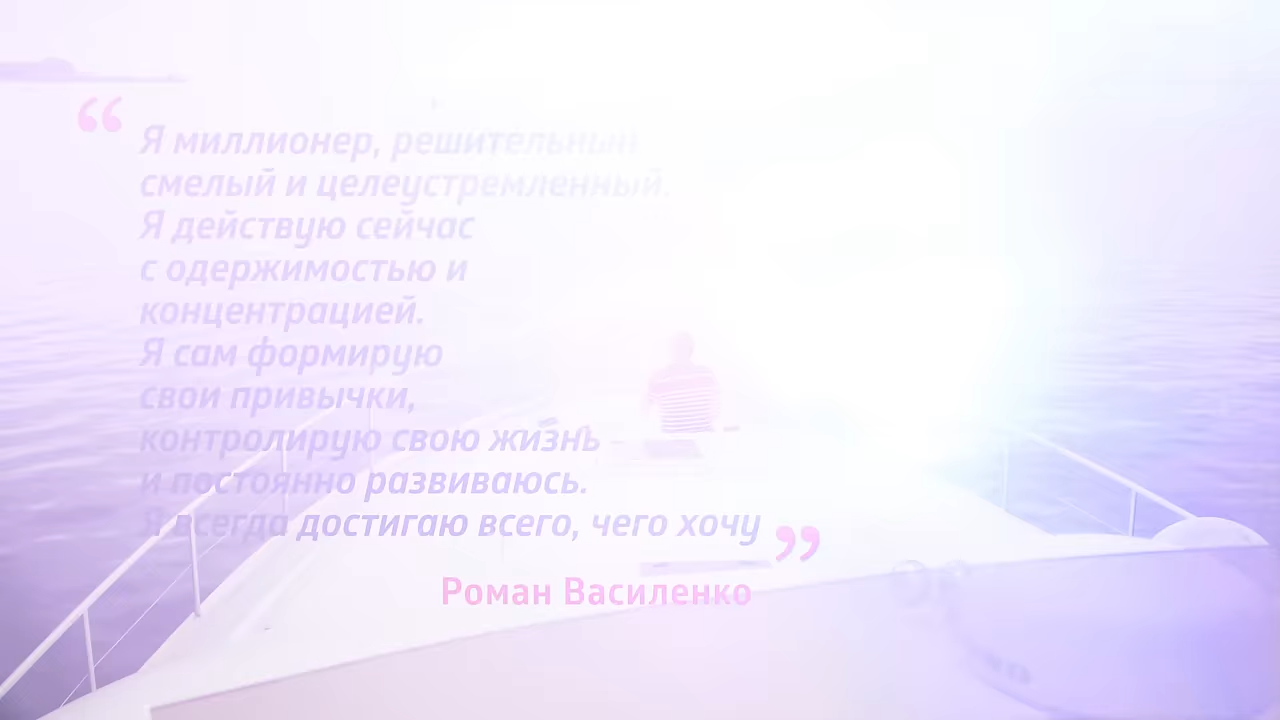 “ Я миллионер, решительный
смелый и целеустремленный.
Я действую сейчас
с одержимостью и
концентрацией.
Я сам формирую
свои привычки,
контролирую свою жизнь
и постоянно развиваюсь.
Я всегда достигаю всего, чего хочу ”
Роман Василенко